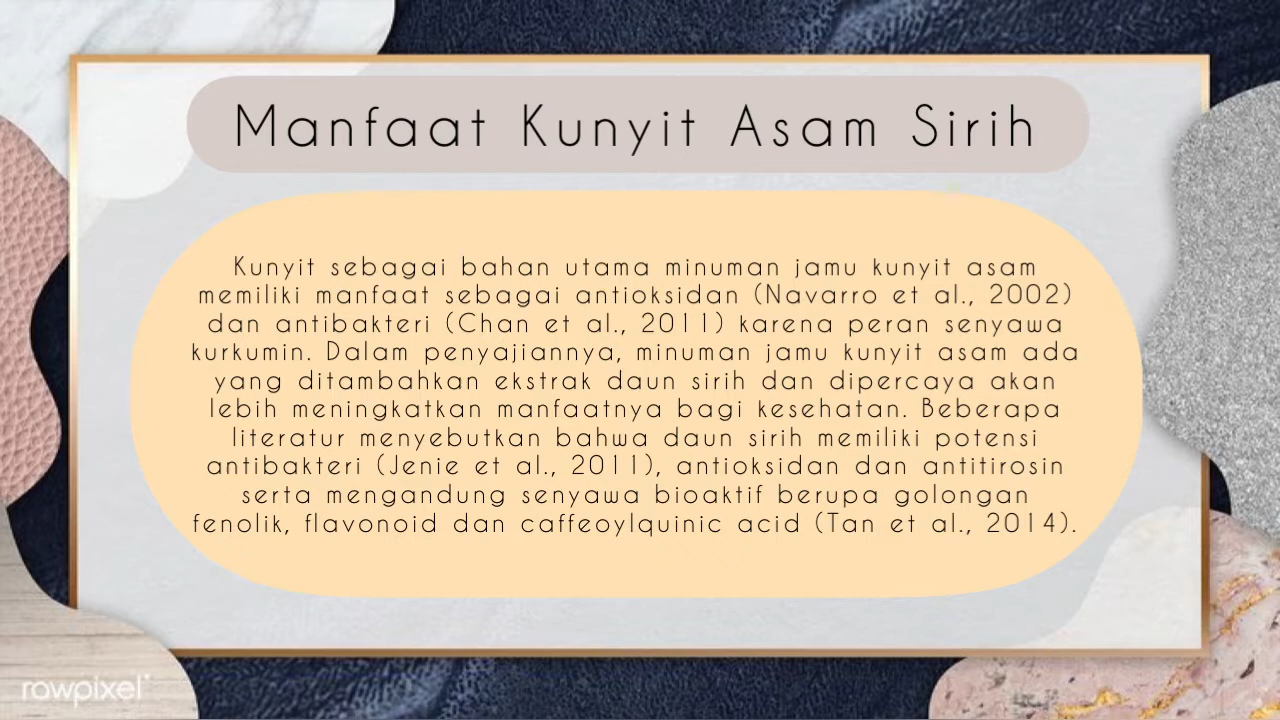 Manfaat Kunyit Asam Sirih
Kunyit sebagai bahan utama minuman jamu kunyit asam
memiliki manfaat sebagai antioksidan (Navarro et al., 2002)
dan antibakteri (Chan et al., 2011) karena peran senyawa
kurkumin. Dalam penyajiannya, minuman jamu kunyit asam ada
yang ditambahkan ekstrak daun sirih dan dipercaya akan
lebih meningkatkan manfaatnya bagi kesehatan. Beberapa
literatur menyebutkan bahwa daun sirih memiliki potensi
antibakteri (Jenie et al., 2011), antioksidan dan antitirosin
serta mengandung senyawa bioaktif berupa golongan
fenolik, flavonoid dan caffeoylquinic acid (Tan et al., 2014).
rawpixel